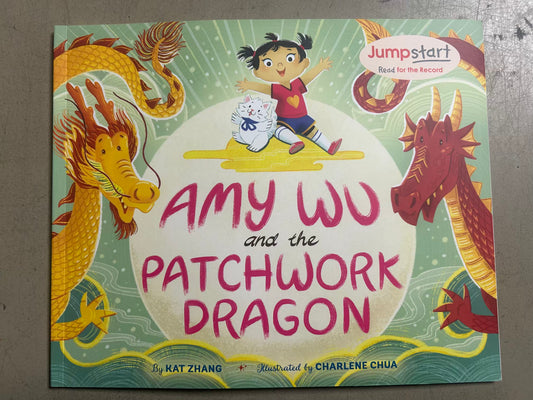 Jumpstart
Read for the Record
AMY WU
and the
PATCHWORK
DRAGON
By KAT ZHANG Illustrated by CHARLENE CHUA